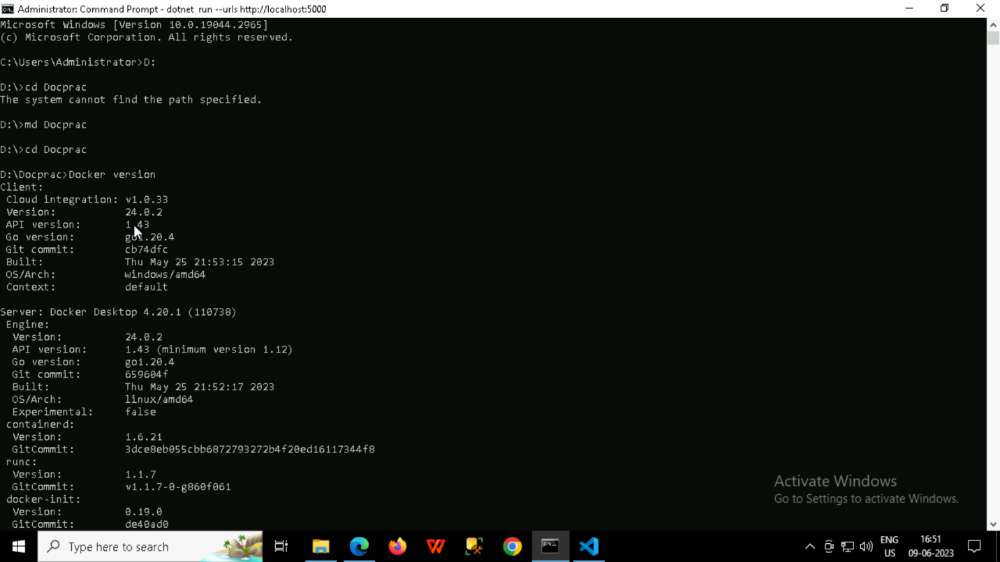 Administrator: Command Prompt - dotnet run --urls http://localhost:5000
Microsoft Windows [Version 10.0.19044.2965]
(c) Microsoft Corporation. All rights reserved.
C:\Users\Administrator>D:
D:\>cd Docprac
The system cannot find the path specified.
D:\>md Docprac
D:\>cd Docprac
D:\Docprac>Docker version
Client:
Cloud integration: v1.0.33
Version: 24.0.2
API version: 1.43
Go version: go1.20.4
Git commit: cb74dfc
Built: Thu May 25 21:53:15 2023
OS/Arch: windows/amd64
Context: default
Server: Docker Desktop 4.20.1 (110738)
Engine:
Version: 24.0.2
API version: 1.43 (minimum version 1.12)
Go version: go1.20.4
Git commit: 659604f
Built: Thu May 25 21:52:17 2023
OS/Arch: linux/amd64
Experimental: false
containerd:
Version: 1.6.21
GitCommit: 3dce8eb055cbb6872793272b4f20ed16117344f8
runc:
Version: 1.1.7
GitCommit: v1.1.7-0-g860f061
docker-init:
Version: 0.19.0
GitCommit: de40ad0
Activate Windows
Go to Settings to activate Windows.
Type here to search
ENG
US
16:51
09-06-2023